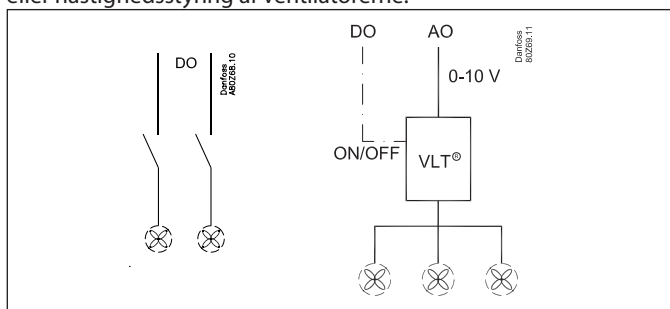 eller hastighedsstyring af ventilatorerne.
DO
Danfoss
A80Z68.10
DO
AO
Danfoss
80Z69.11
0-10 V
ON/OFF
VLT®